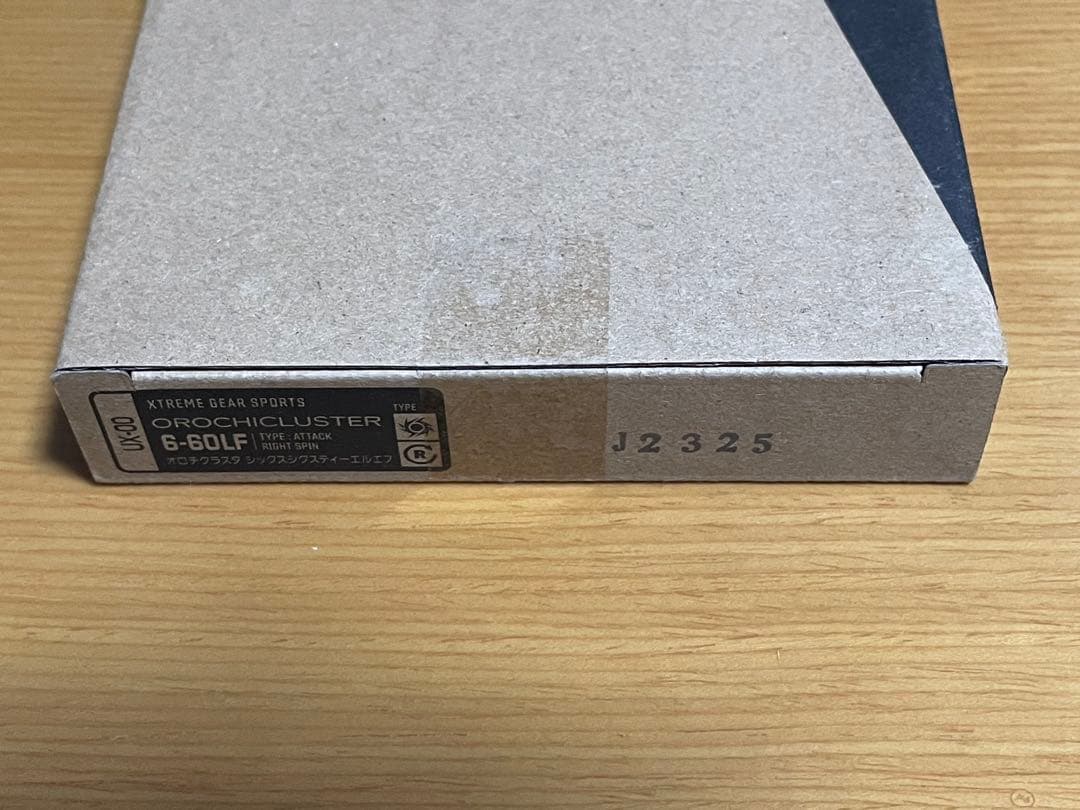 UX-00
XTREME GEAR SPORTS
OROCHICLUSTER
6-60LF
TYPE : ATTACK
RIGHT SPIN
オロチクラスタ シックスシクスティーエルエフ
TYPE
R
J2325